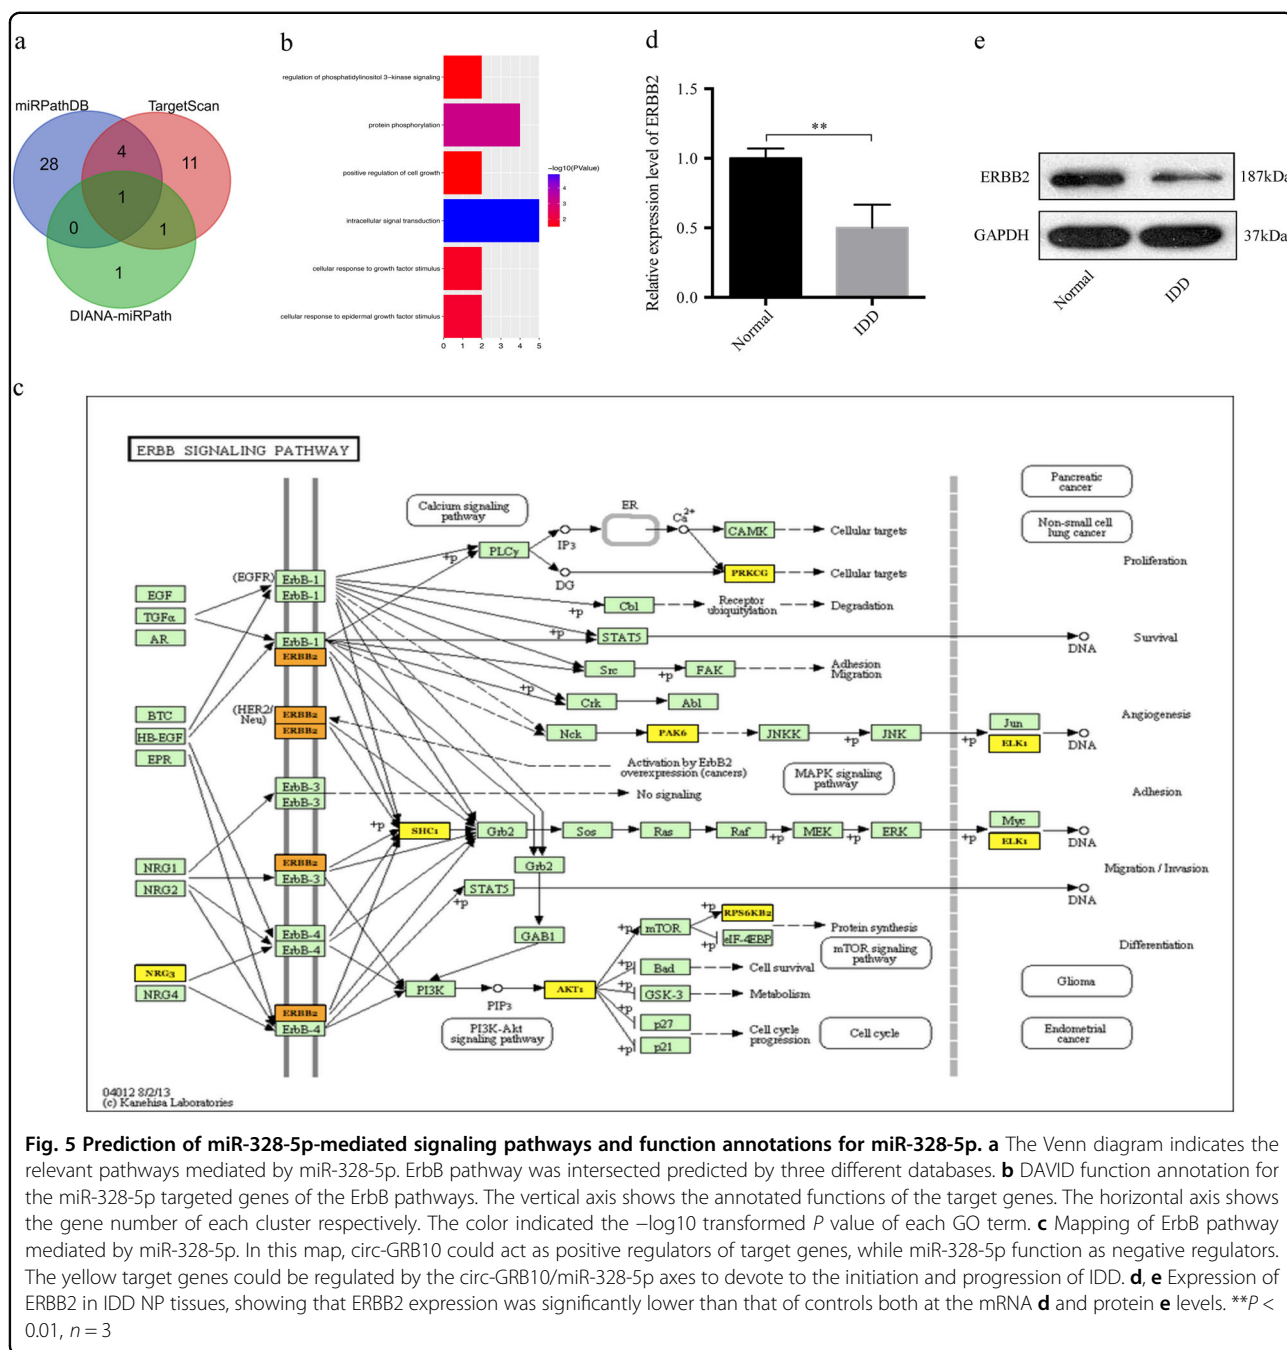 a
miRPathDB
TargetScan
28
4
11
1
0
1
1
DIANA-miRPath
b
regulation of phosphatidylinositol 3−kinase signaling
protein phosphorylation
positive regulation of cell growth
intracellular signal transduction
cellular response to growth factor stimulus
cellular response to epidermal growth factor stimulus
0 1 2 3 4 5
−log10(PValue)
4
3
2
d
Relative expression level of ERBB2
1.5
1.0
0.5
0.0
**
Normal
IDD
e
ERBB2
187kDa
GAPDH
37kDa
Normal
IDD
c
ERBB SIGNALING PATHWAY
Calcium signaling
pathway
ER
Ca2+
IP3
DG
+p
PLCγ
CAMK
Cellular targets
PRKCG
Cellular targets
(EGFR)
ErbB-1
ErbB-1
EGF
TGFα
AR
ErbB-1
ERBB2
+p
Cbl
Receptor
ubiquitylation
Degradation
+p
STAT5
DNA
Src
+p
FAK
Adhesion
Migration
+p
Crk
Abl
BTC
HB-EGF
EPR
(HER2/
Neu)
ERBB2
ERBB2
Nck
PAK6
JNKK
+p
JNK
+p
Jun
ELK1
DNA
Activation by ErbB2
overexpression (cancers)
MAPK signaling
pathway
ErbB-3
ErbB-3
No signaling
+p
SHC1
Grb2
Sos
Ras
Raf
+p
MEK
+p
ERK
+p
Myc
ELK1
DNA
NRG1
NRG2
ERBB2
ErbB-3
Grb2
STAT5
+p
DNA
ErbB-4
ErbB-4
GAB1
NRG3
NRG4
ERBB2
ErbB-4
PI3K
PIP3
AKT1
PI3K-Akt
signaling pathway
+p
mTOR
+p
RPS6KB2
+p
eIF-4EBP
Protein synthesis
mTOR signaling
pathway
+p
Bad
Cell survival
+p
GSK-3
Metabolism
+p
p27
+p
p21
Cell cycle
progression
Cell cycle
Pancreatic
cancer
Non-small cell
lung cancer
Proliferation
Survival
Angiogenesis
Adhesion
Migration / Invasion
Differentiation
Glioma
Endometrial
cancer
04012 8/2/13
(c) Kanehisa Laboratories
Fig. 5 Prediction of miR-328-5p-mediated signaling pathways and function annotations for miR-328-5p. a The Venn diagram indicates the
relevant pathways mediated by miR-328-5p. ErbB pathway was intersected predicted by three different databases. b DAVID function annotation for
the miR-328-5p targeted genes of the ErbB pathways. The vertical axis shows the annotated functions of the target genes. The horizontal axis shows
the gene number of each cluster respectively. The color indicated the −log10 transformed P value of each GO term. c Mapping of ErbB pathway
mediated by miR-328-5p. In this map, circ-GRB10 could act as positive regulators of target genes, while miR-328-5p function as negative regulators.
The yellow target genes could be regulated by the circ-GRB10/miR-328-5p axes to devote to the initiation and progression of IDD. d, e Expression of
ERBB2 in IDD NP tissues, showing that ERBB2 expression was significantly lower than that of controls both at the mRNA d and protein e levels. **P <
0.01, n = 3